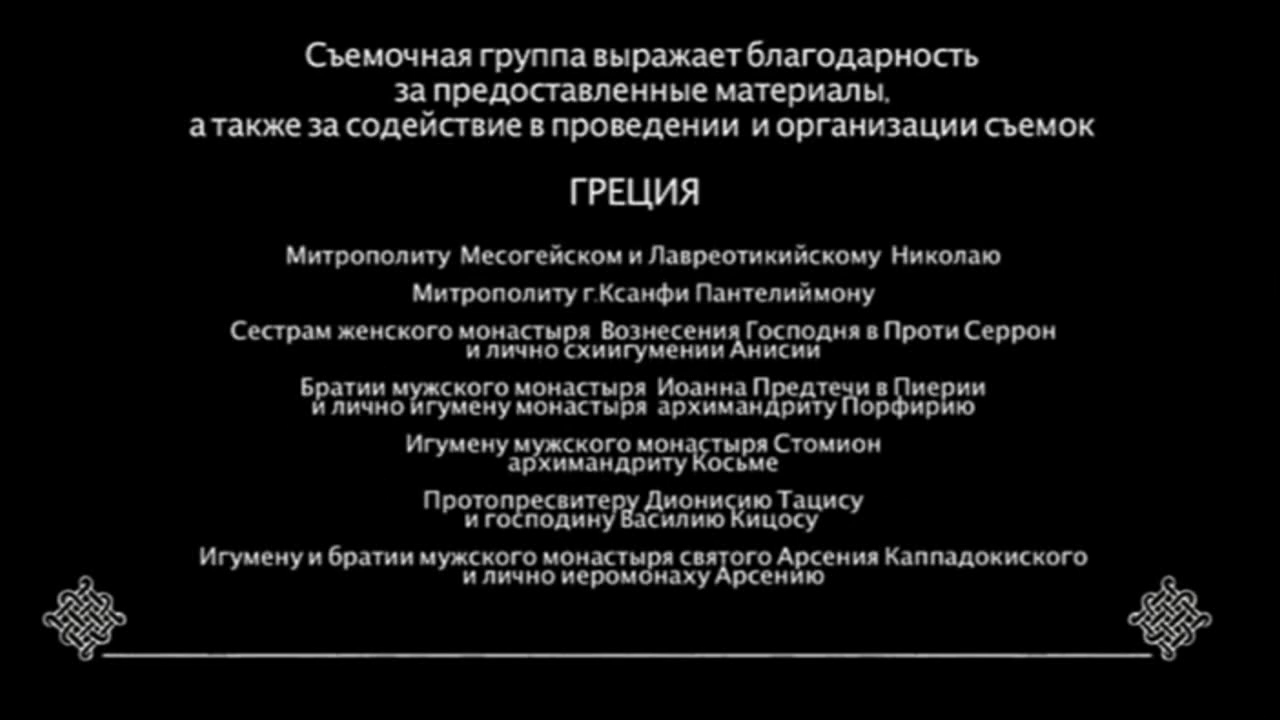 Съемочная группа выражает благодарность
за предоставленные материалы,
а также за содействие в проведении и организации съемок
ГРЕЦИЯ
Митрополиту Месогейском и Лавреотикийскому Николаю
Митрополиту г.Ксанфи Пантелиймону
Сестрам женского монастыря Вознесения Господня в Проти Серрон
и лично схиигумении Анисии
Братии мужского монастыря Иоанна Предтечи в Пиерии
и лично игумену монастыря архимандриту Порфирию
Игумену мужского монастыря Стомион
архимандриту Косьме
Протопресвитеру Дионисию Тацису
и господину Василию Кицосу
Игумену и братии мужского монастыря святого Арсения Каппадокиского
и лично иеромонаху Арсению